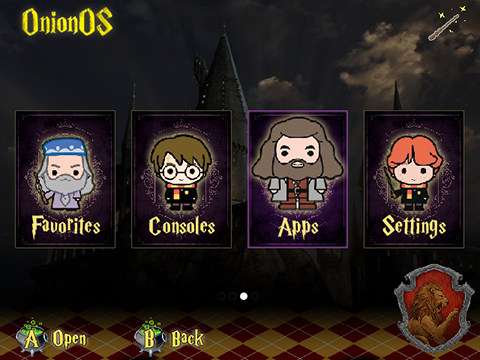 OnionOS
Favorites
Consoles
Apps
Settings
A Open
B Back